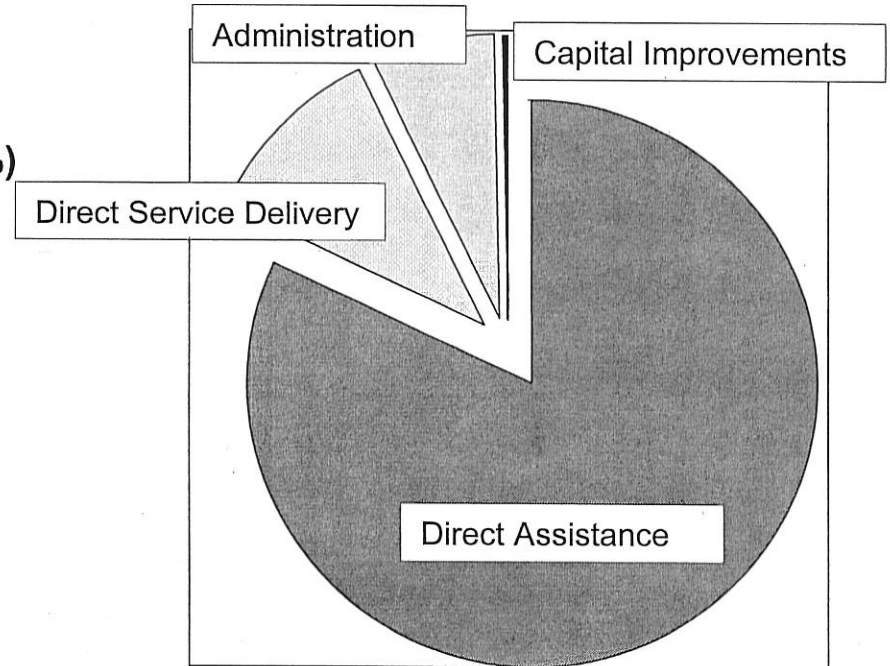 Administration
Capital Improvements
%)
Direct Service Delivery
Direct Assistance